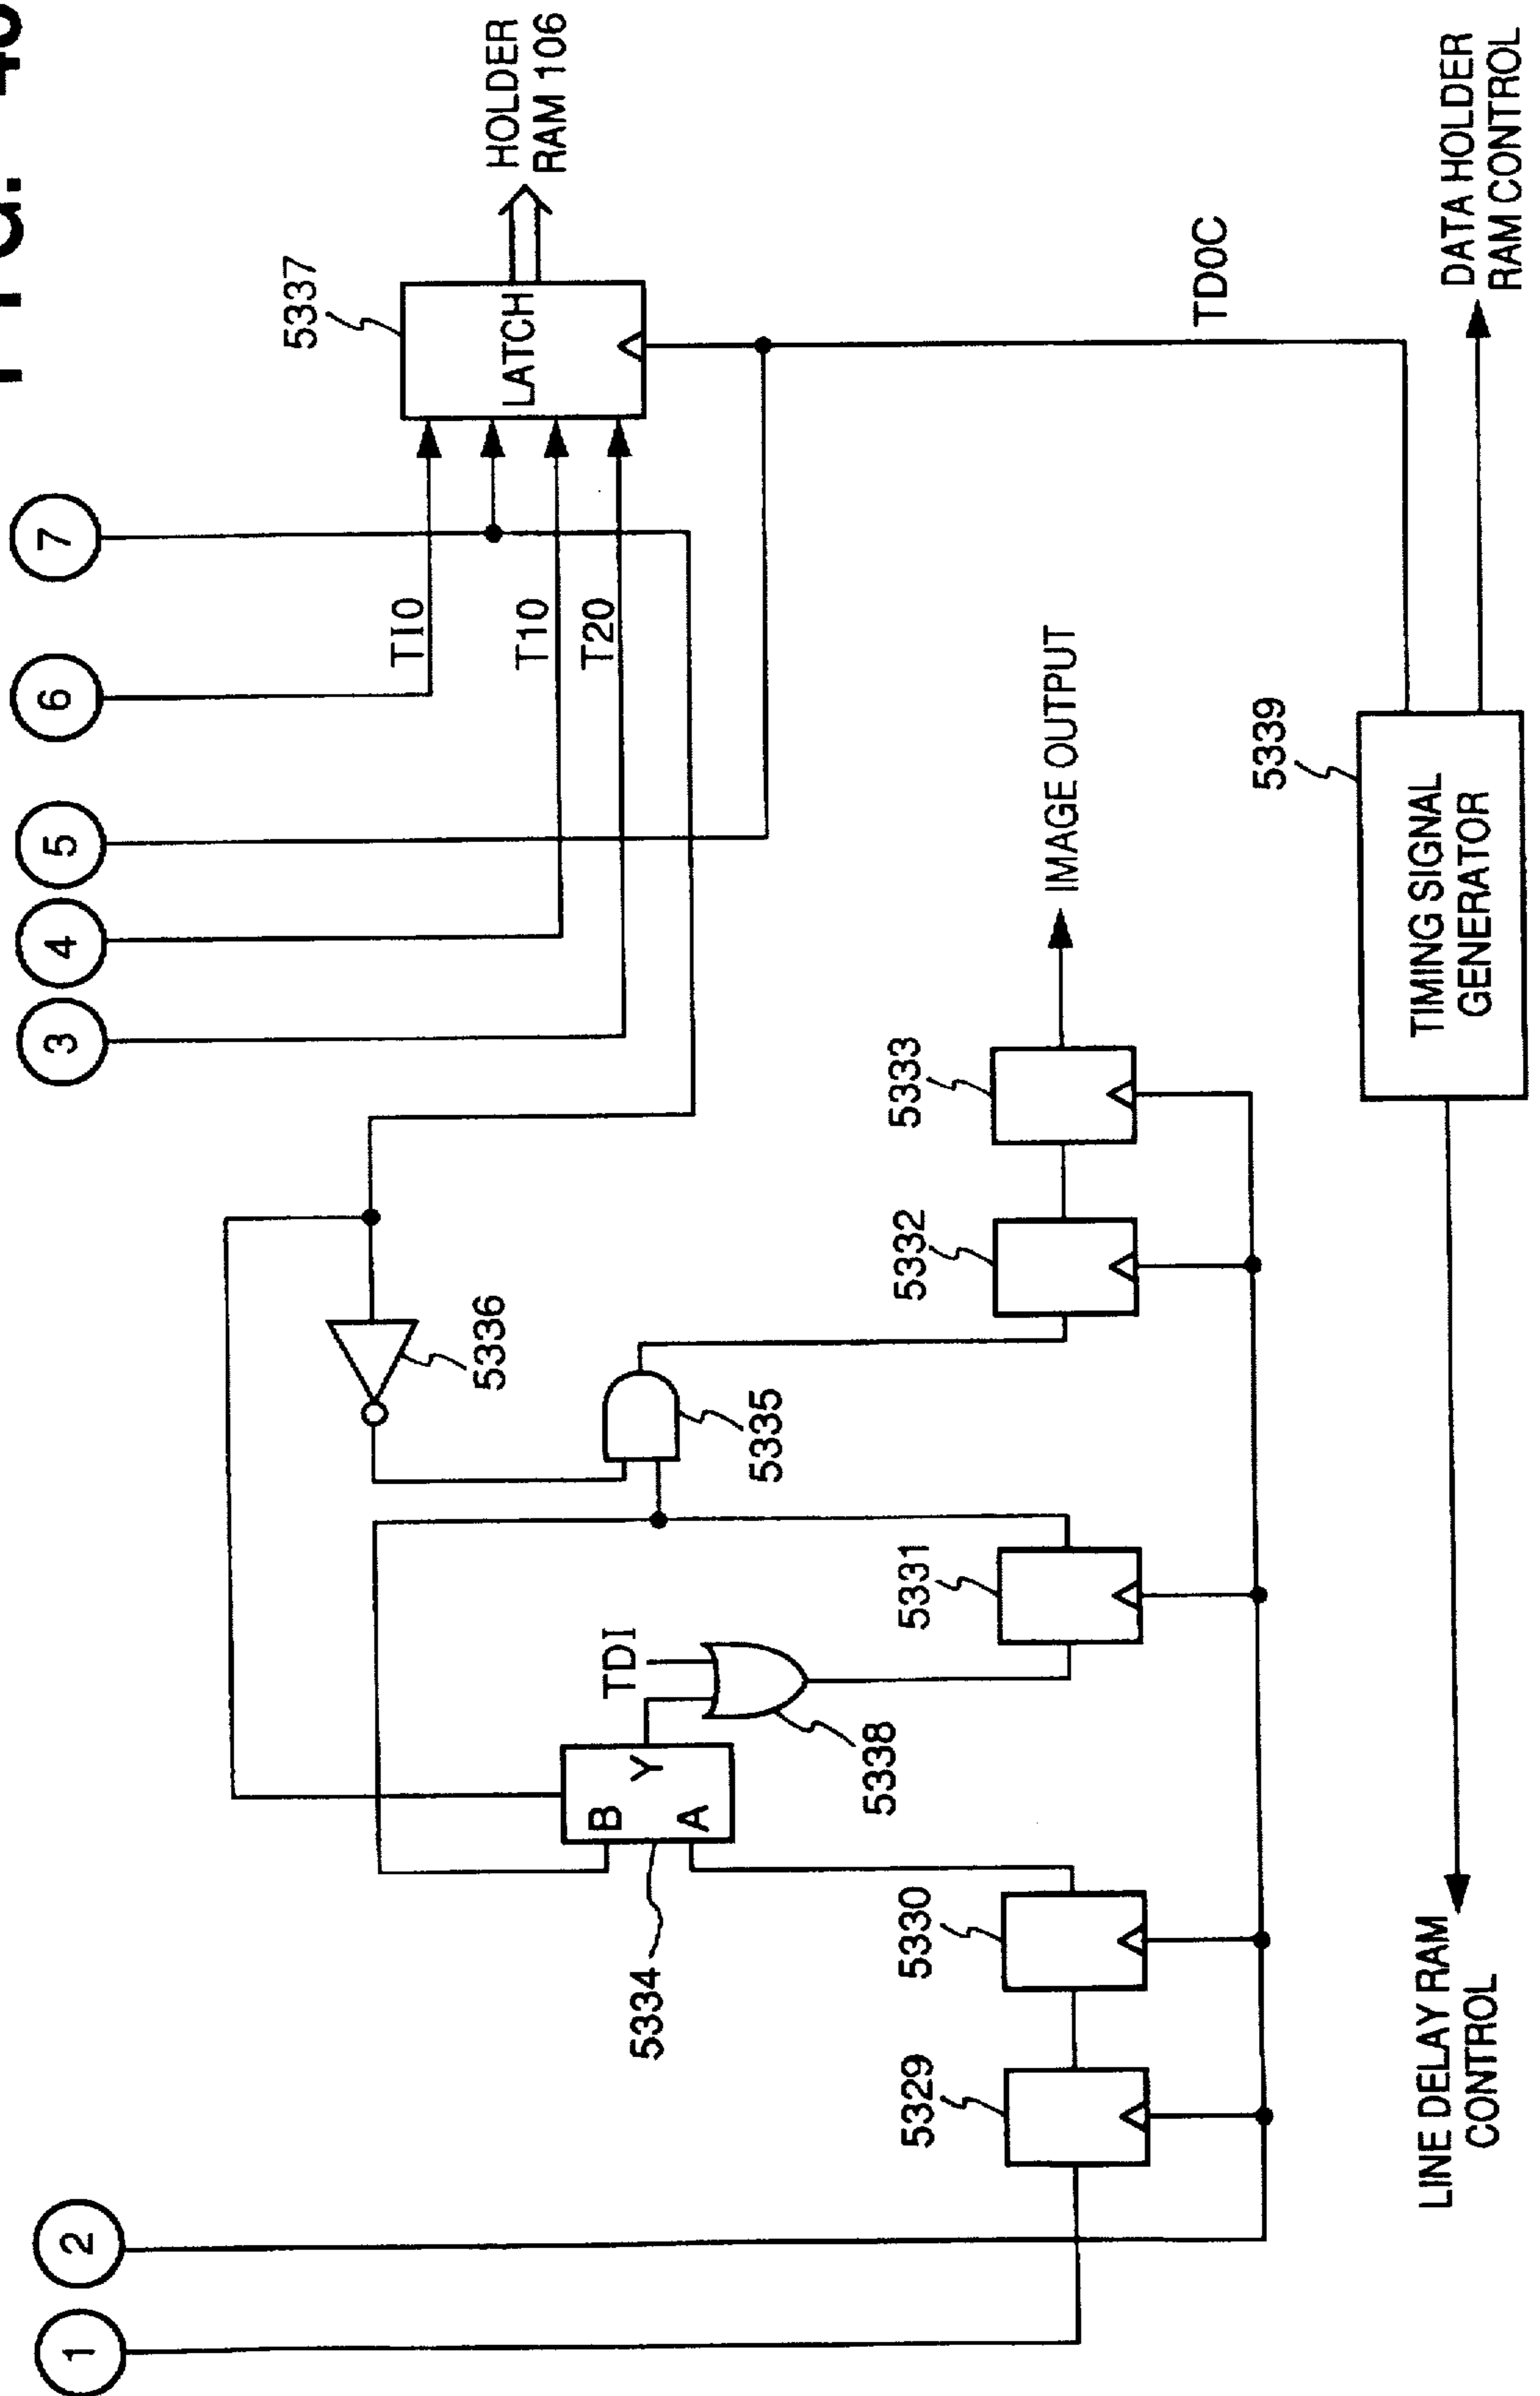 1
2
3
4
5
6
7
TI0
T10
T20
5337
LATCH
HOLDER
RAM 106
5336
5335
5334
B
A
Y
TDI
5338
5329
5330
5331
5332
5333
IMAGE OUTPUT
TD0C
5339
TIMING SIGNAL
GENERATOR
LINE DELAY RAM
CONTROL
DATA HOLDER
RAM CONTROL